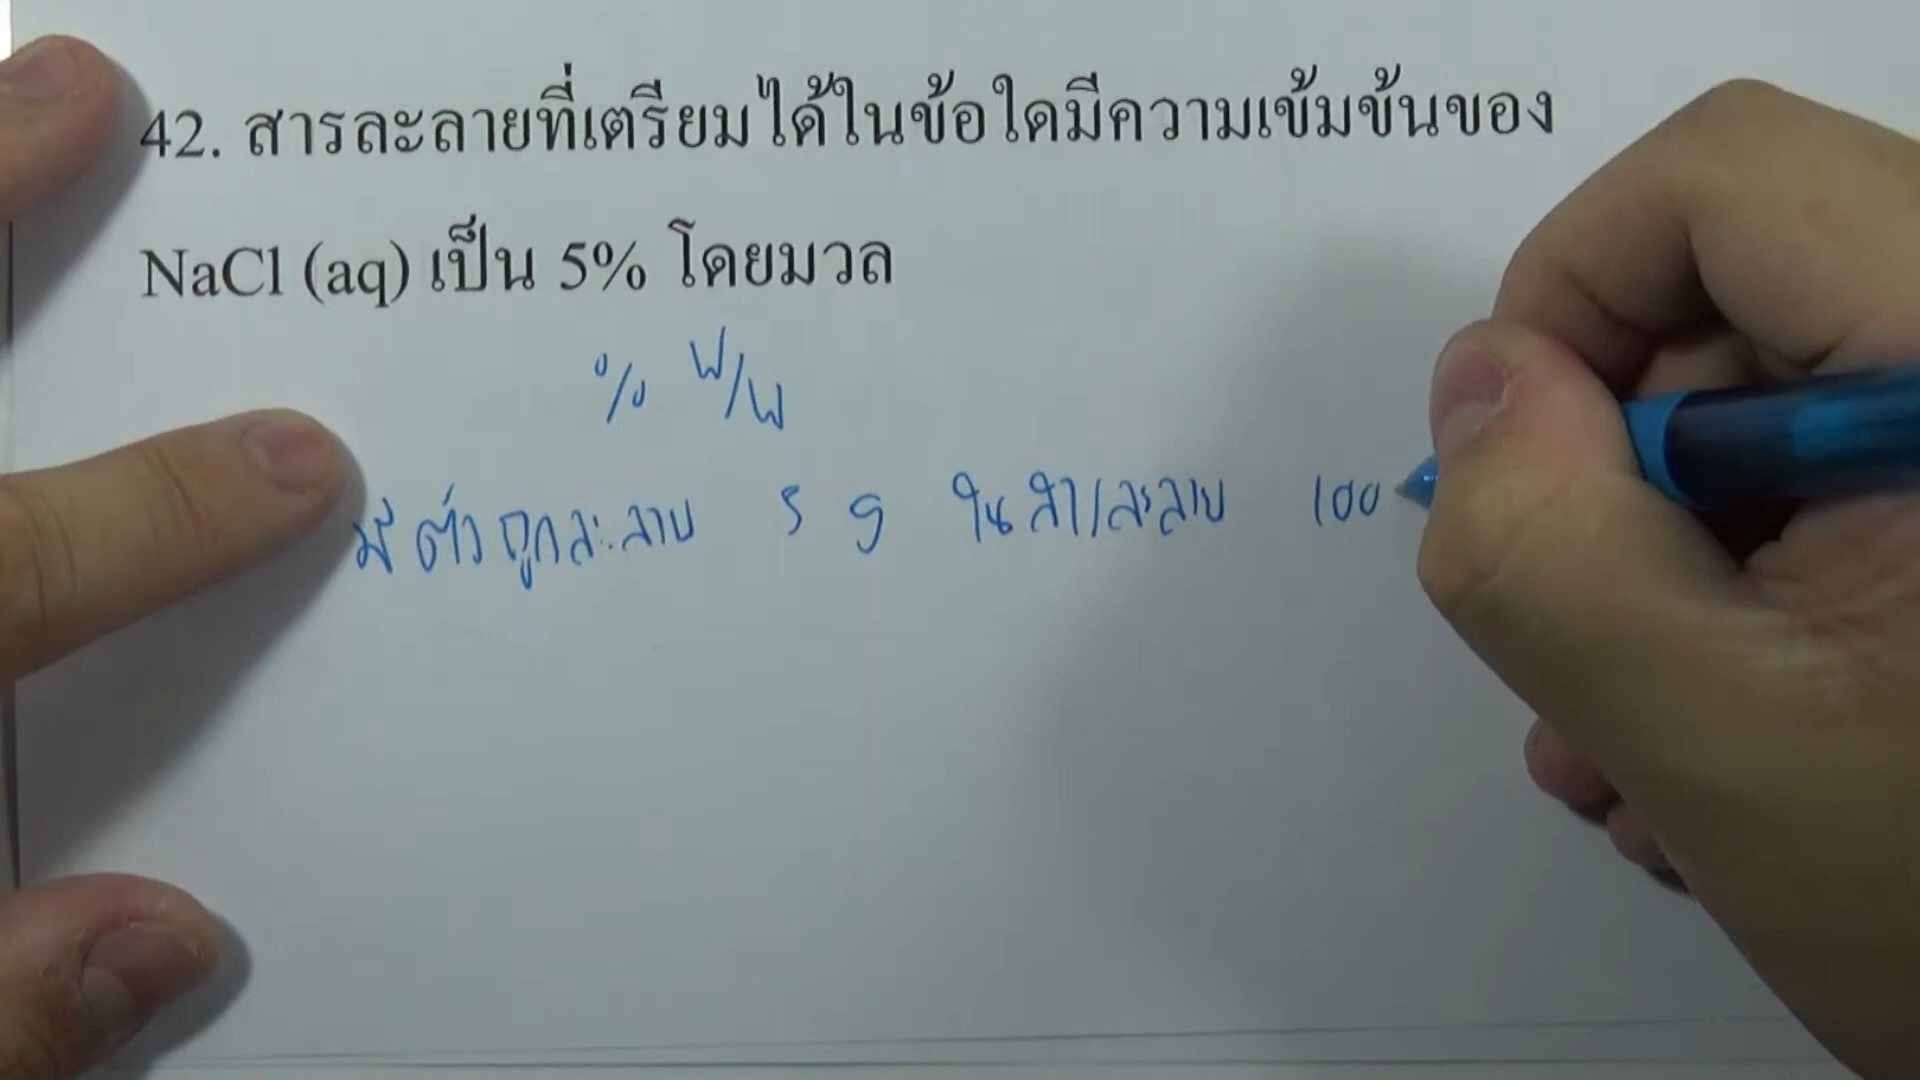 42. สารละลายที่เตรียมได้ในข้อใดมีความเข้มข้นของ
NaCl (aq) เป็น 5% โดยมวล
% W/W
มีตัวถูกละลาย 5 g ในสารละลาย 100